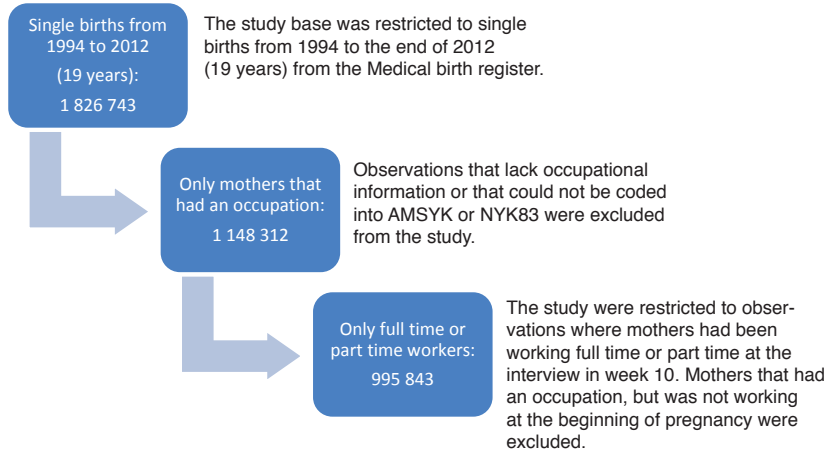 Single births from
1994 to 2012
(19 years):
1 826 743
The study base was restricted to single
births from 1994 to the end of 2012
(19 years) from the Medical birth register.
Only mothers that
had an occupation:
1 148 312
Observations that lack occupational
information or that could not be coded
into AMSYK or NYK83 were excluded
from the study.
Only full time or
part time workers:
995 843
The study were restricted to obser-
vations where mothers had been
working full time or part time at the
interview in week 10. Mothers that had
an occupation, but was not working
at the beginning of pregnancy were
excluded.